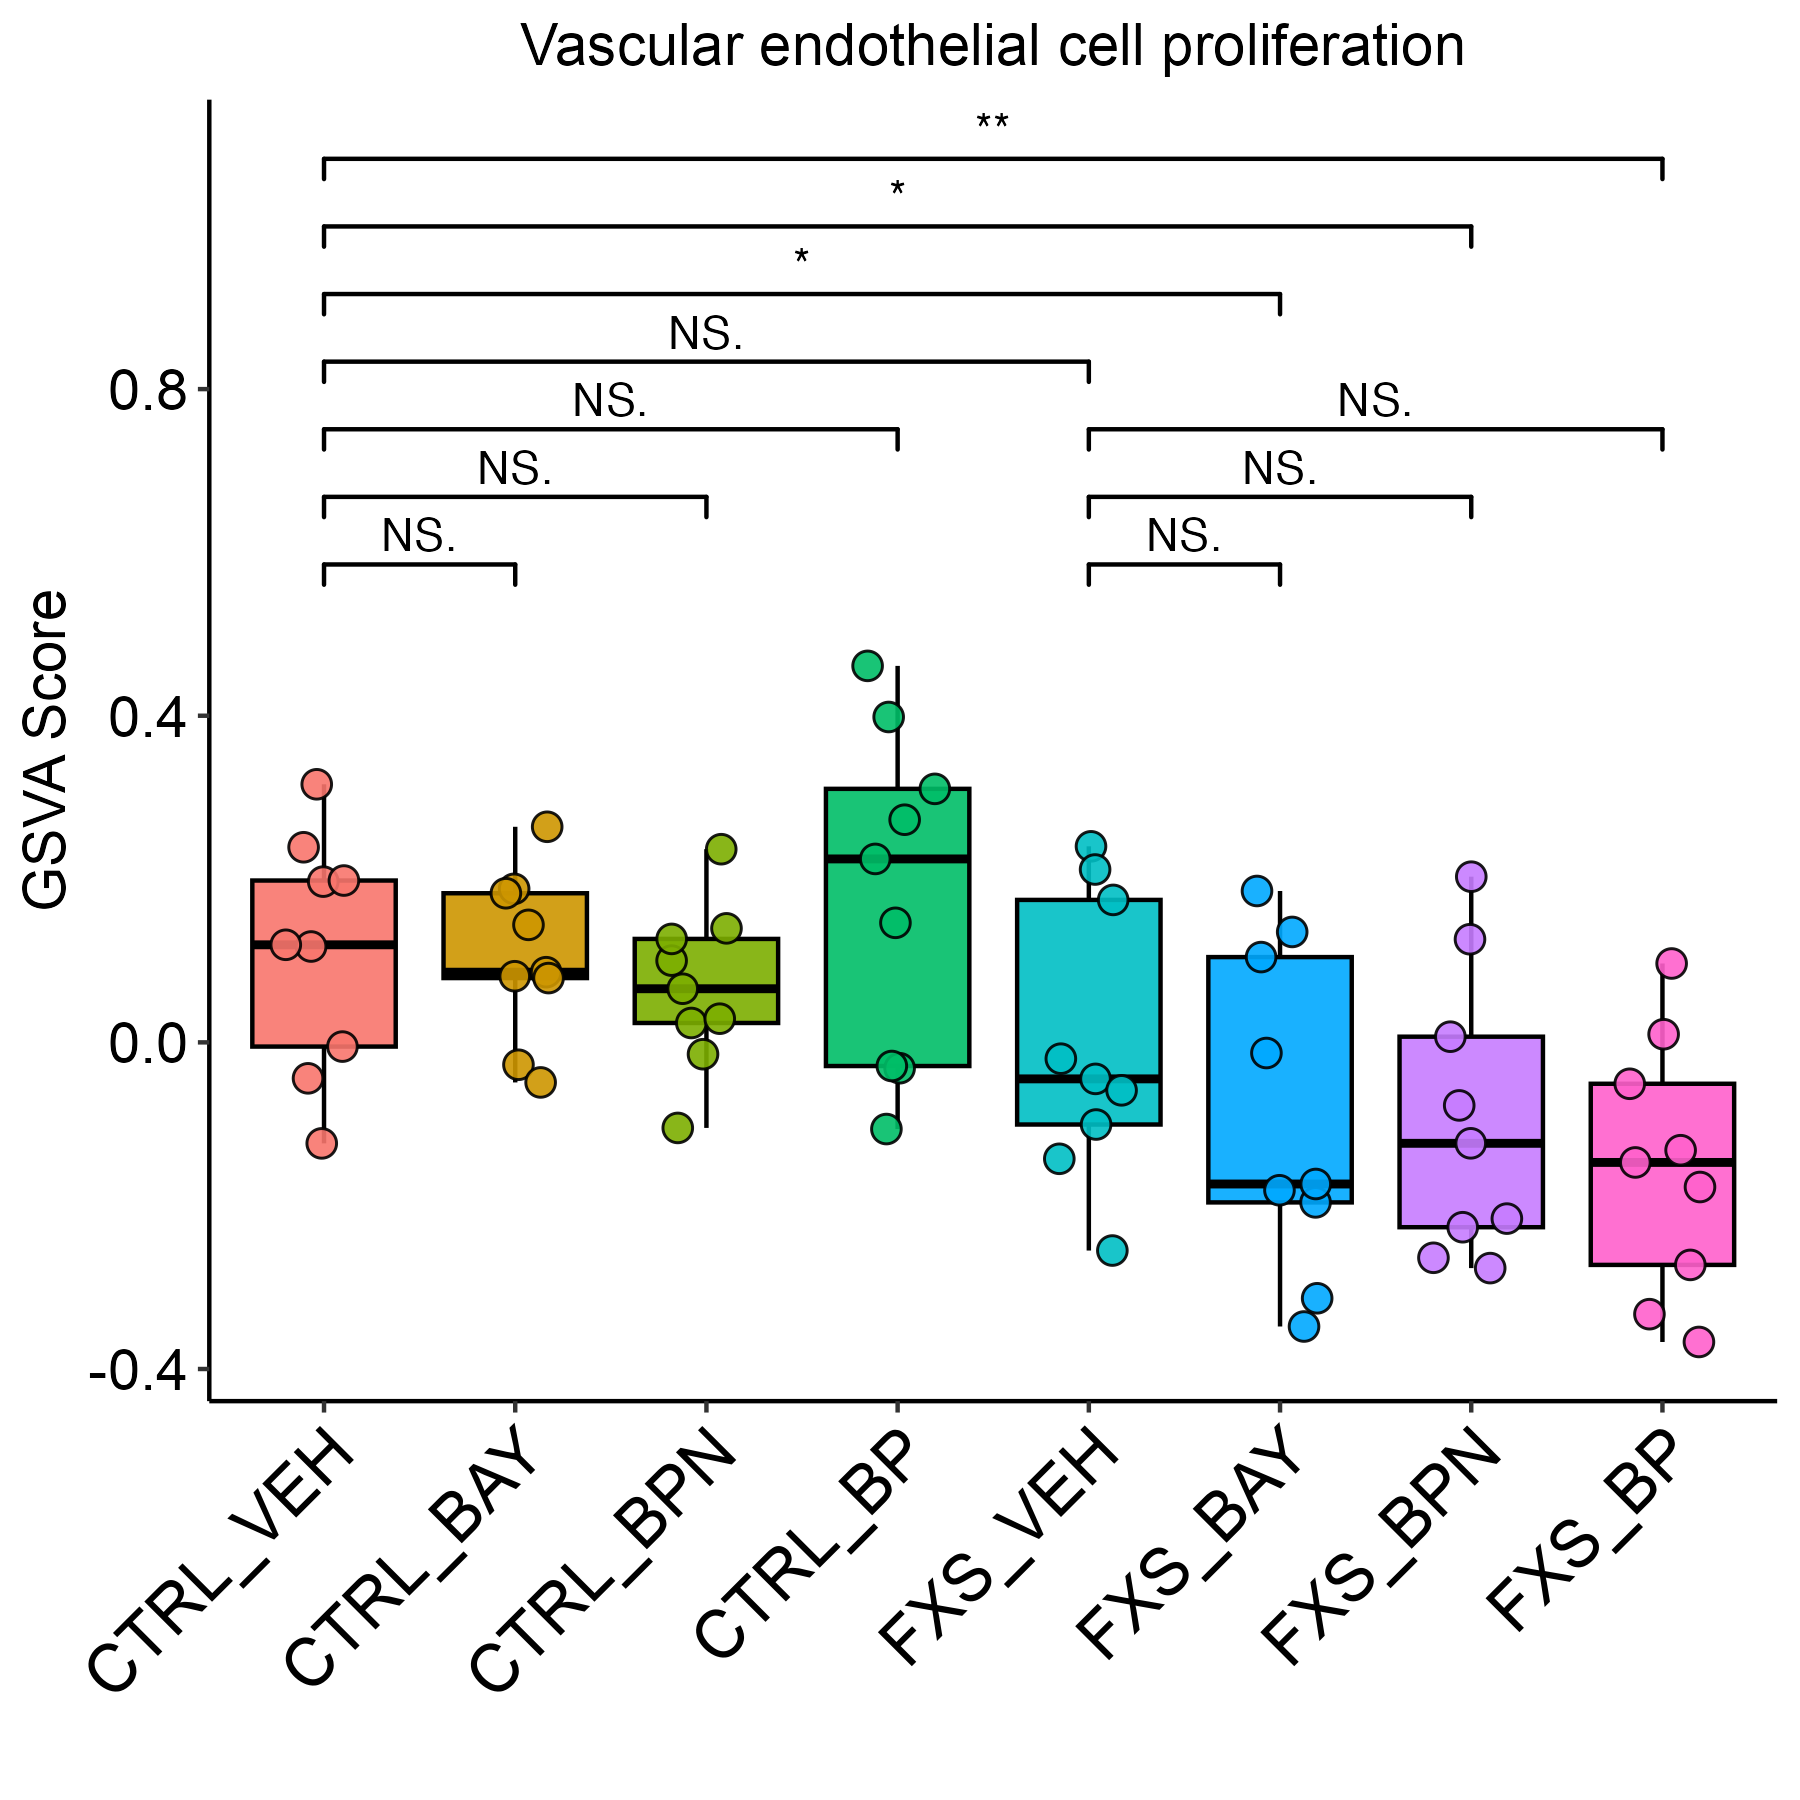 Vascular endothelial cell proliferation
**
*
*
NS.
NS.
NS.
NS.
NS.
NS.
NS.
GSVA Score
0.8
0.4
0.0
-0.4
CTRL_VEH
CTRL_BAY
CTRL_BPN
CTRL_BP
FXS_VEH
FXS_BAY
FXS_BPN
FXS_BP